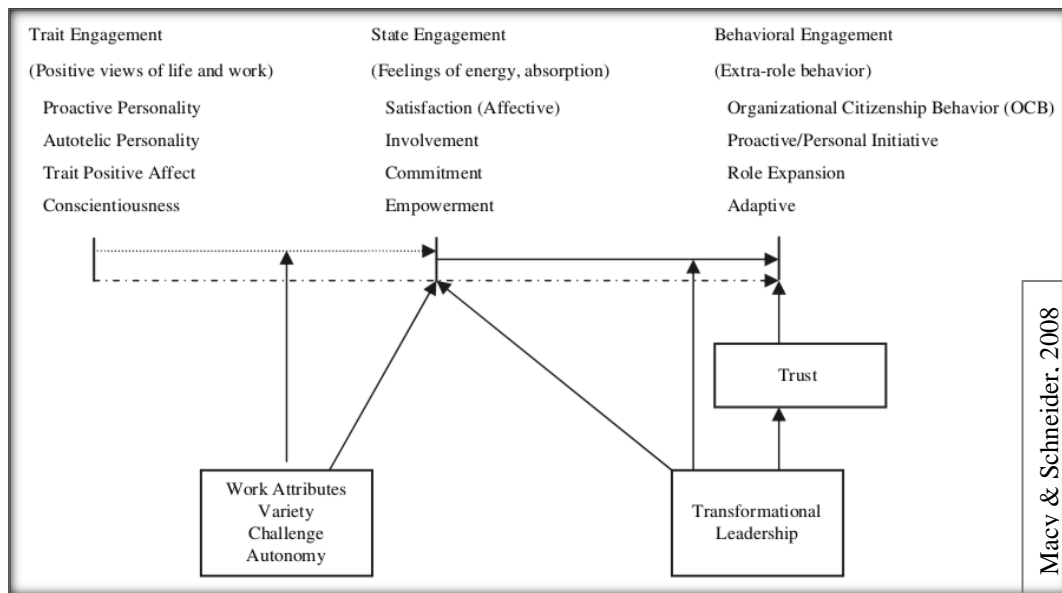 Trait Engagement
(Positive views of life and work)
Proactive Personality
Autotelic Personality
Trait Positive Affect
Conscientiousness
State Engagement
(Feelings of energy, absorption)
Satisfaction (Affective)
Involvement
Commitment
Empowerment
Behavioral Engagement
(Extra-role behavior)
Organizational Citizenship Behavior (OCB)
Proactive/Personal Initiative
Role Expansion
Adaptive
Trust
Work Attributes
Variety
Challenge
Autonomy
Transformational
Leadership
Macy & Schneider, 2008